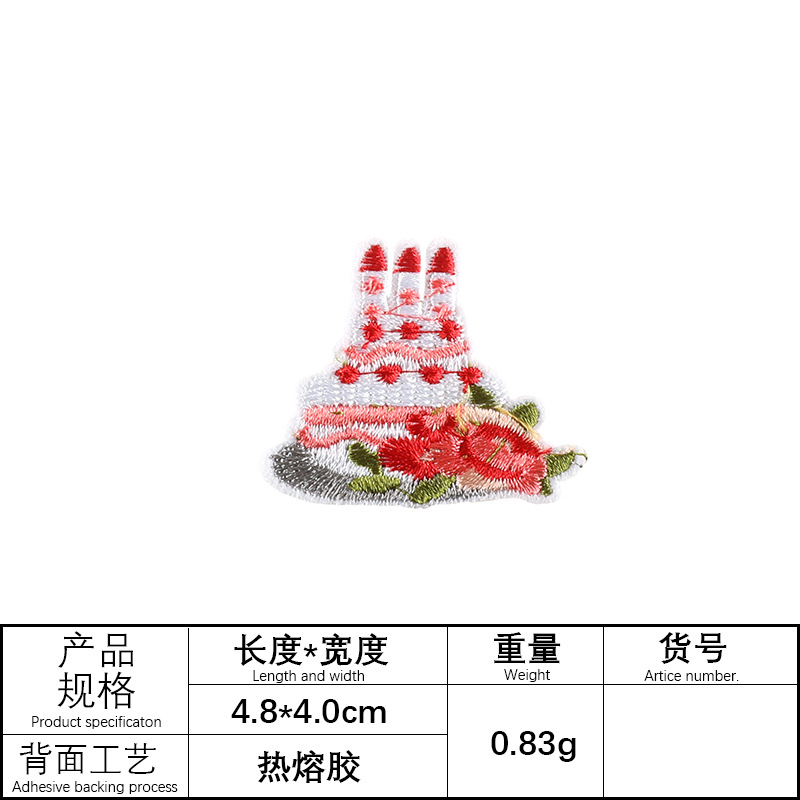 产品
规格
Product specificaton
长度*宽度
Length and width
重量
Weight
货号
Artice number.
4.8*4.0cm
0.83g
背面工艺
Adhesive backing process
热熔胶